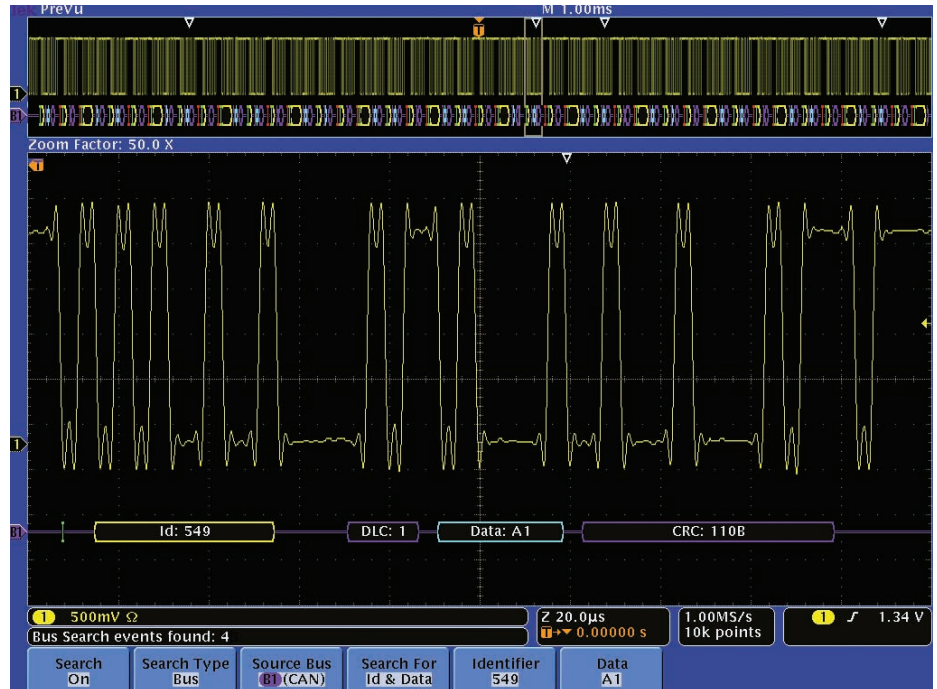 Tek PreVu M 1.00ms
T
1
B1
Zoom Factor: 50.0 X
T
1
B1 Id: 549 DLC: 1 Data: A1 CRC: 110B
1 500mV Ω Z 20.0µs 1.00MS/s 1 1.34 V
Bus Search events found: 4 T→▼ 0.00000 s 10k points
Search Search Type Source Bus Search For Identifier Data
On Bus B1 (CAN) Id & Data 549 A1